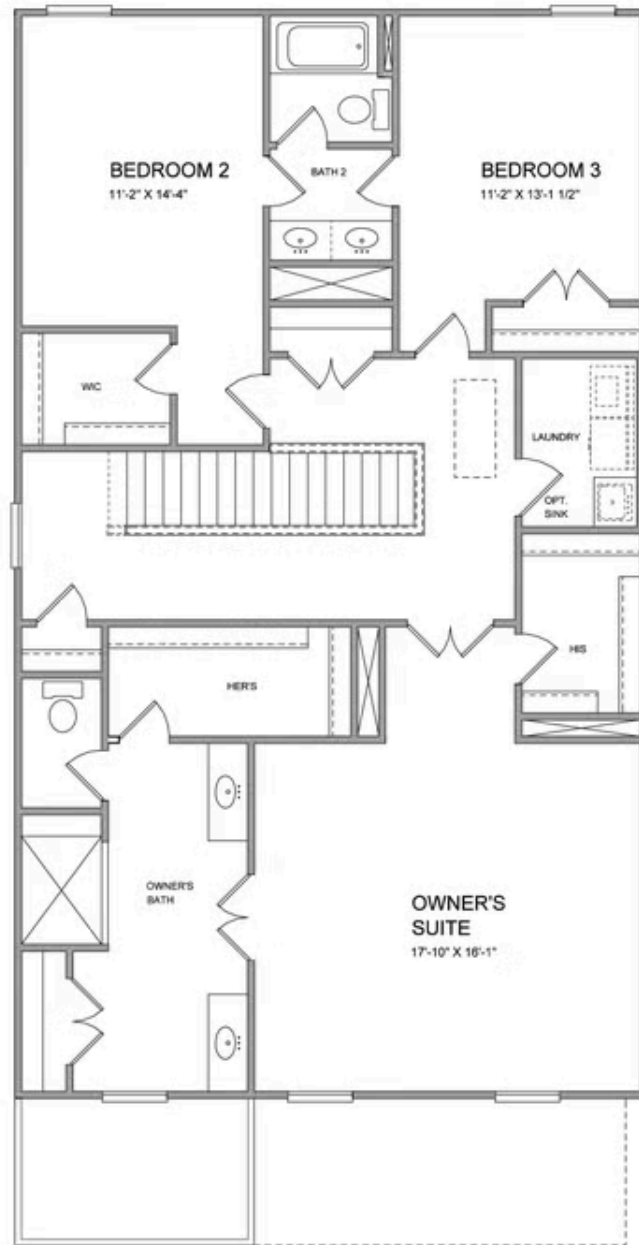 BEDROOM 2
11'-2" X 14'-4"
BATH 2
BEDROOM 3
11'-2" X 13'-1 1/2"
WIC
LAUNDRY
OPT.
SINK
HIS
HER'S
OWNER'S
BATH
OWNER'S
SUITE
17'-10" X 16'-1"